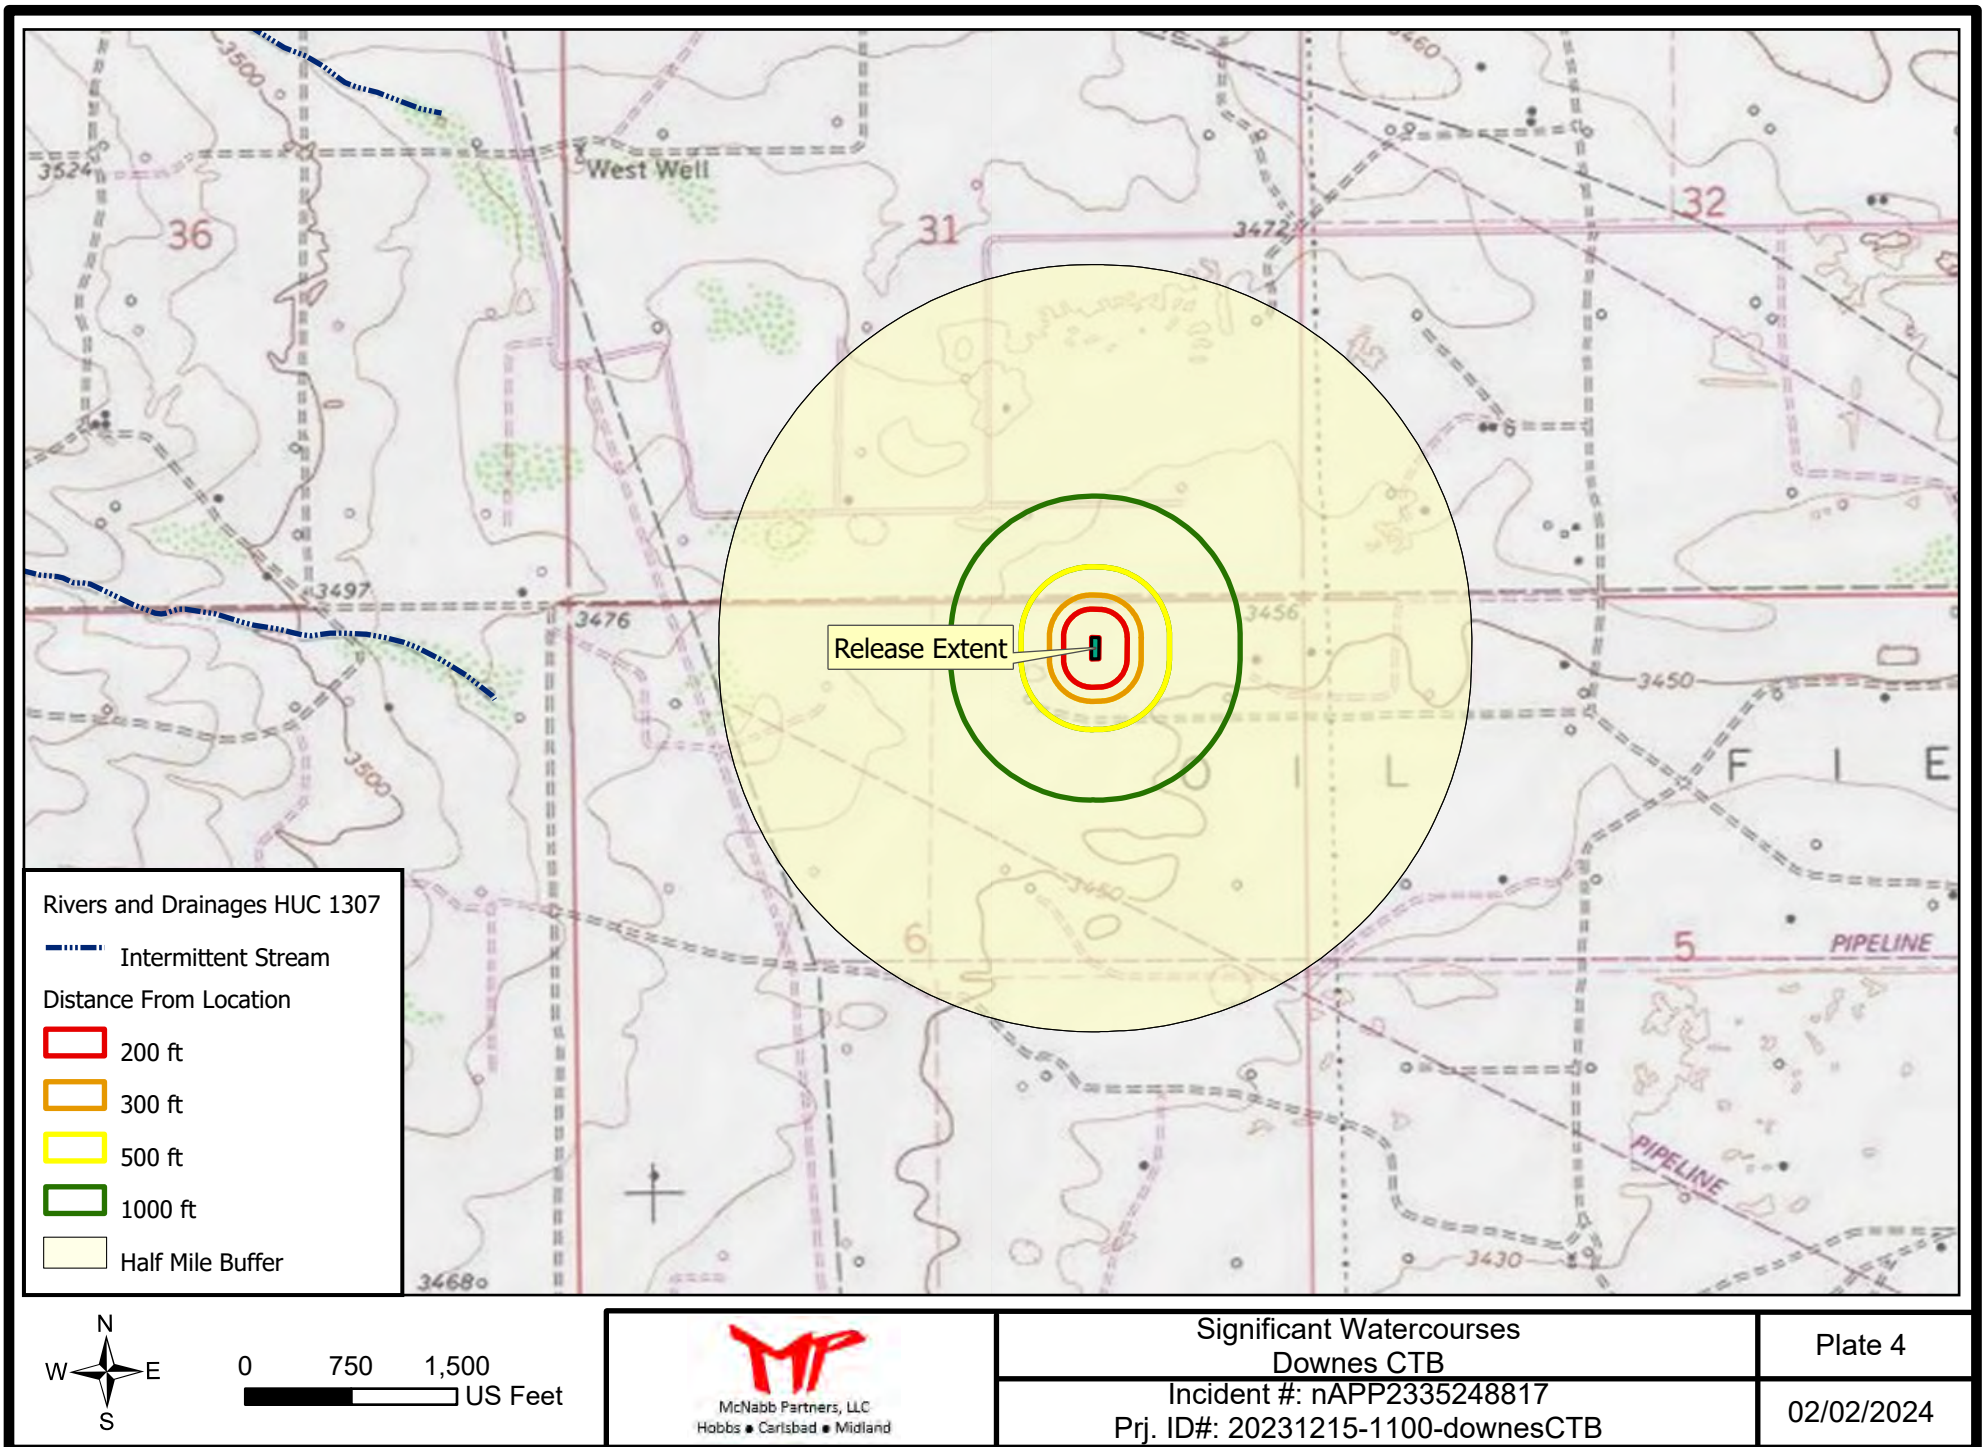 3500
3460
3524
West Well
36
31
32
3472
3497
3476
3456
Release Extent
3450
3500
O I L F I E
3450
6
5
PIPELINE
PIPELINE
3430
3468
Rivers and Drainages HUC 1307
Intermittent Stream
Distance From Location
200 ft
300 ft
500 ft
1000 ft
Half Mile Buffer
N
W E
S
0 750 1,500
US Feet
McNabb Partners, LLC
Hobbs • Carlsbad • Midland
Significant Watercourses
Downes CTB
Incident #: nAPP2335248817
Prj. ID#: 20231215-1100-downesCTB
Plate 4
02/02/2024